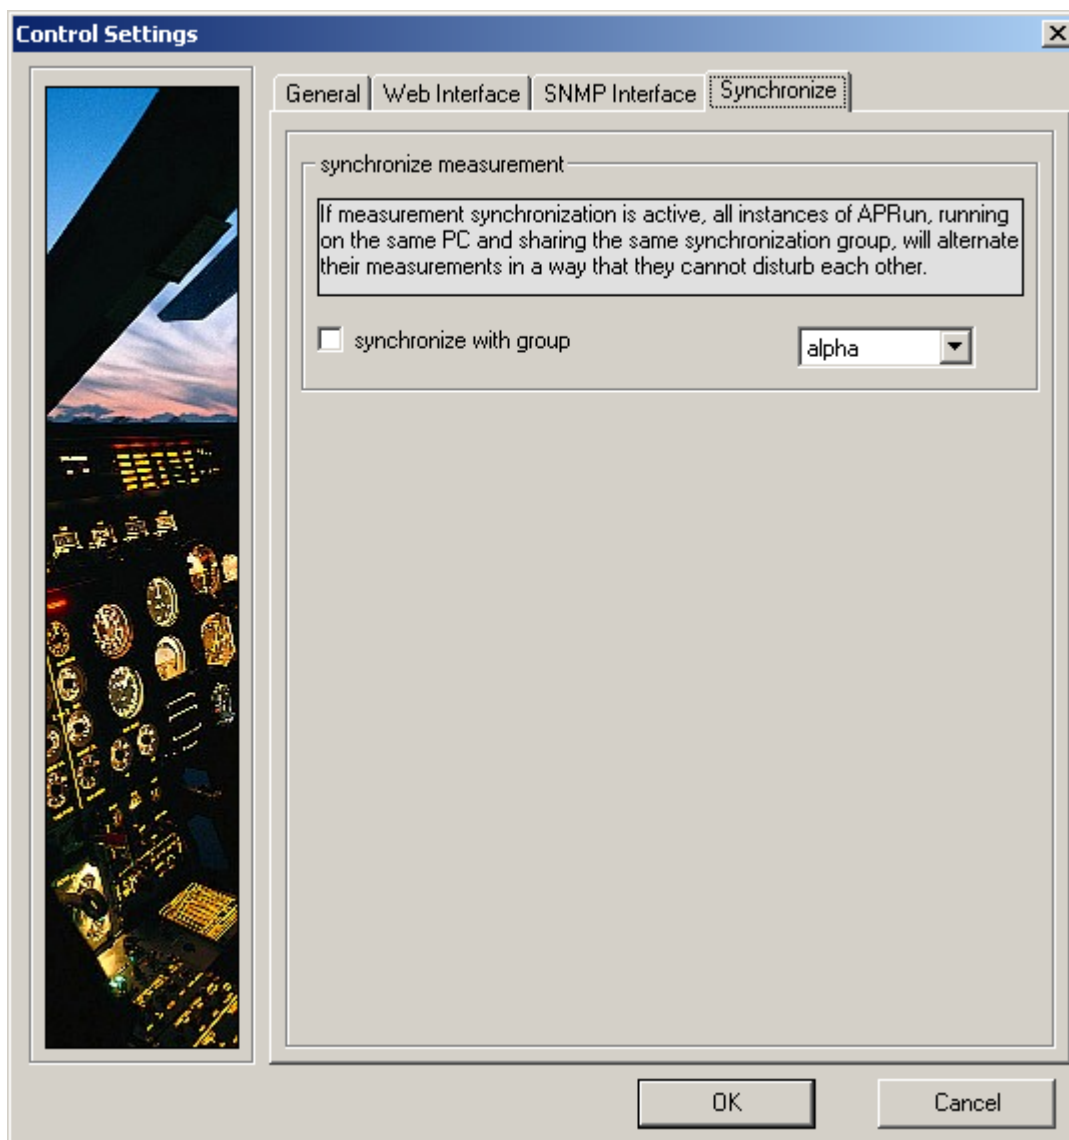 Control Settings
General Web Interface SNMP Interface Synchronize
synchronize measurement
If measurement synchronization is active, all instances of APRun, running
on the same PC and sharing the same synchronization group, will alternate
their measurements in a way that they cannot disturb each other.
synchronize with group alpha
OK Cancel